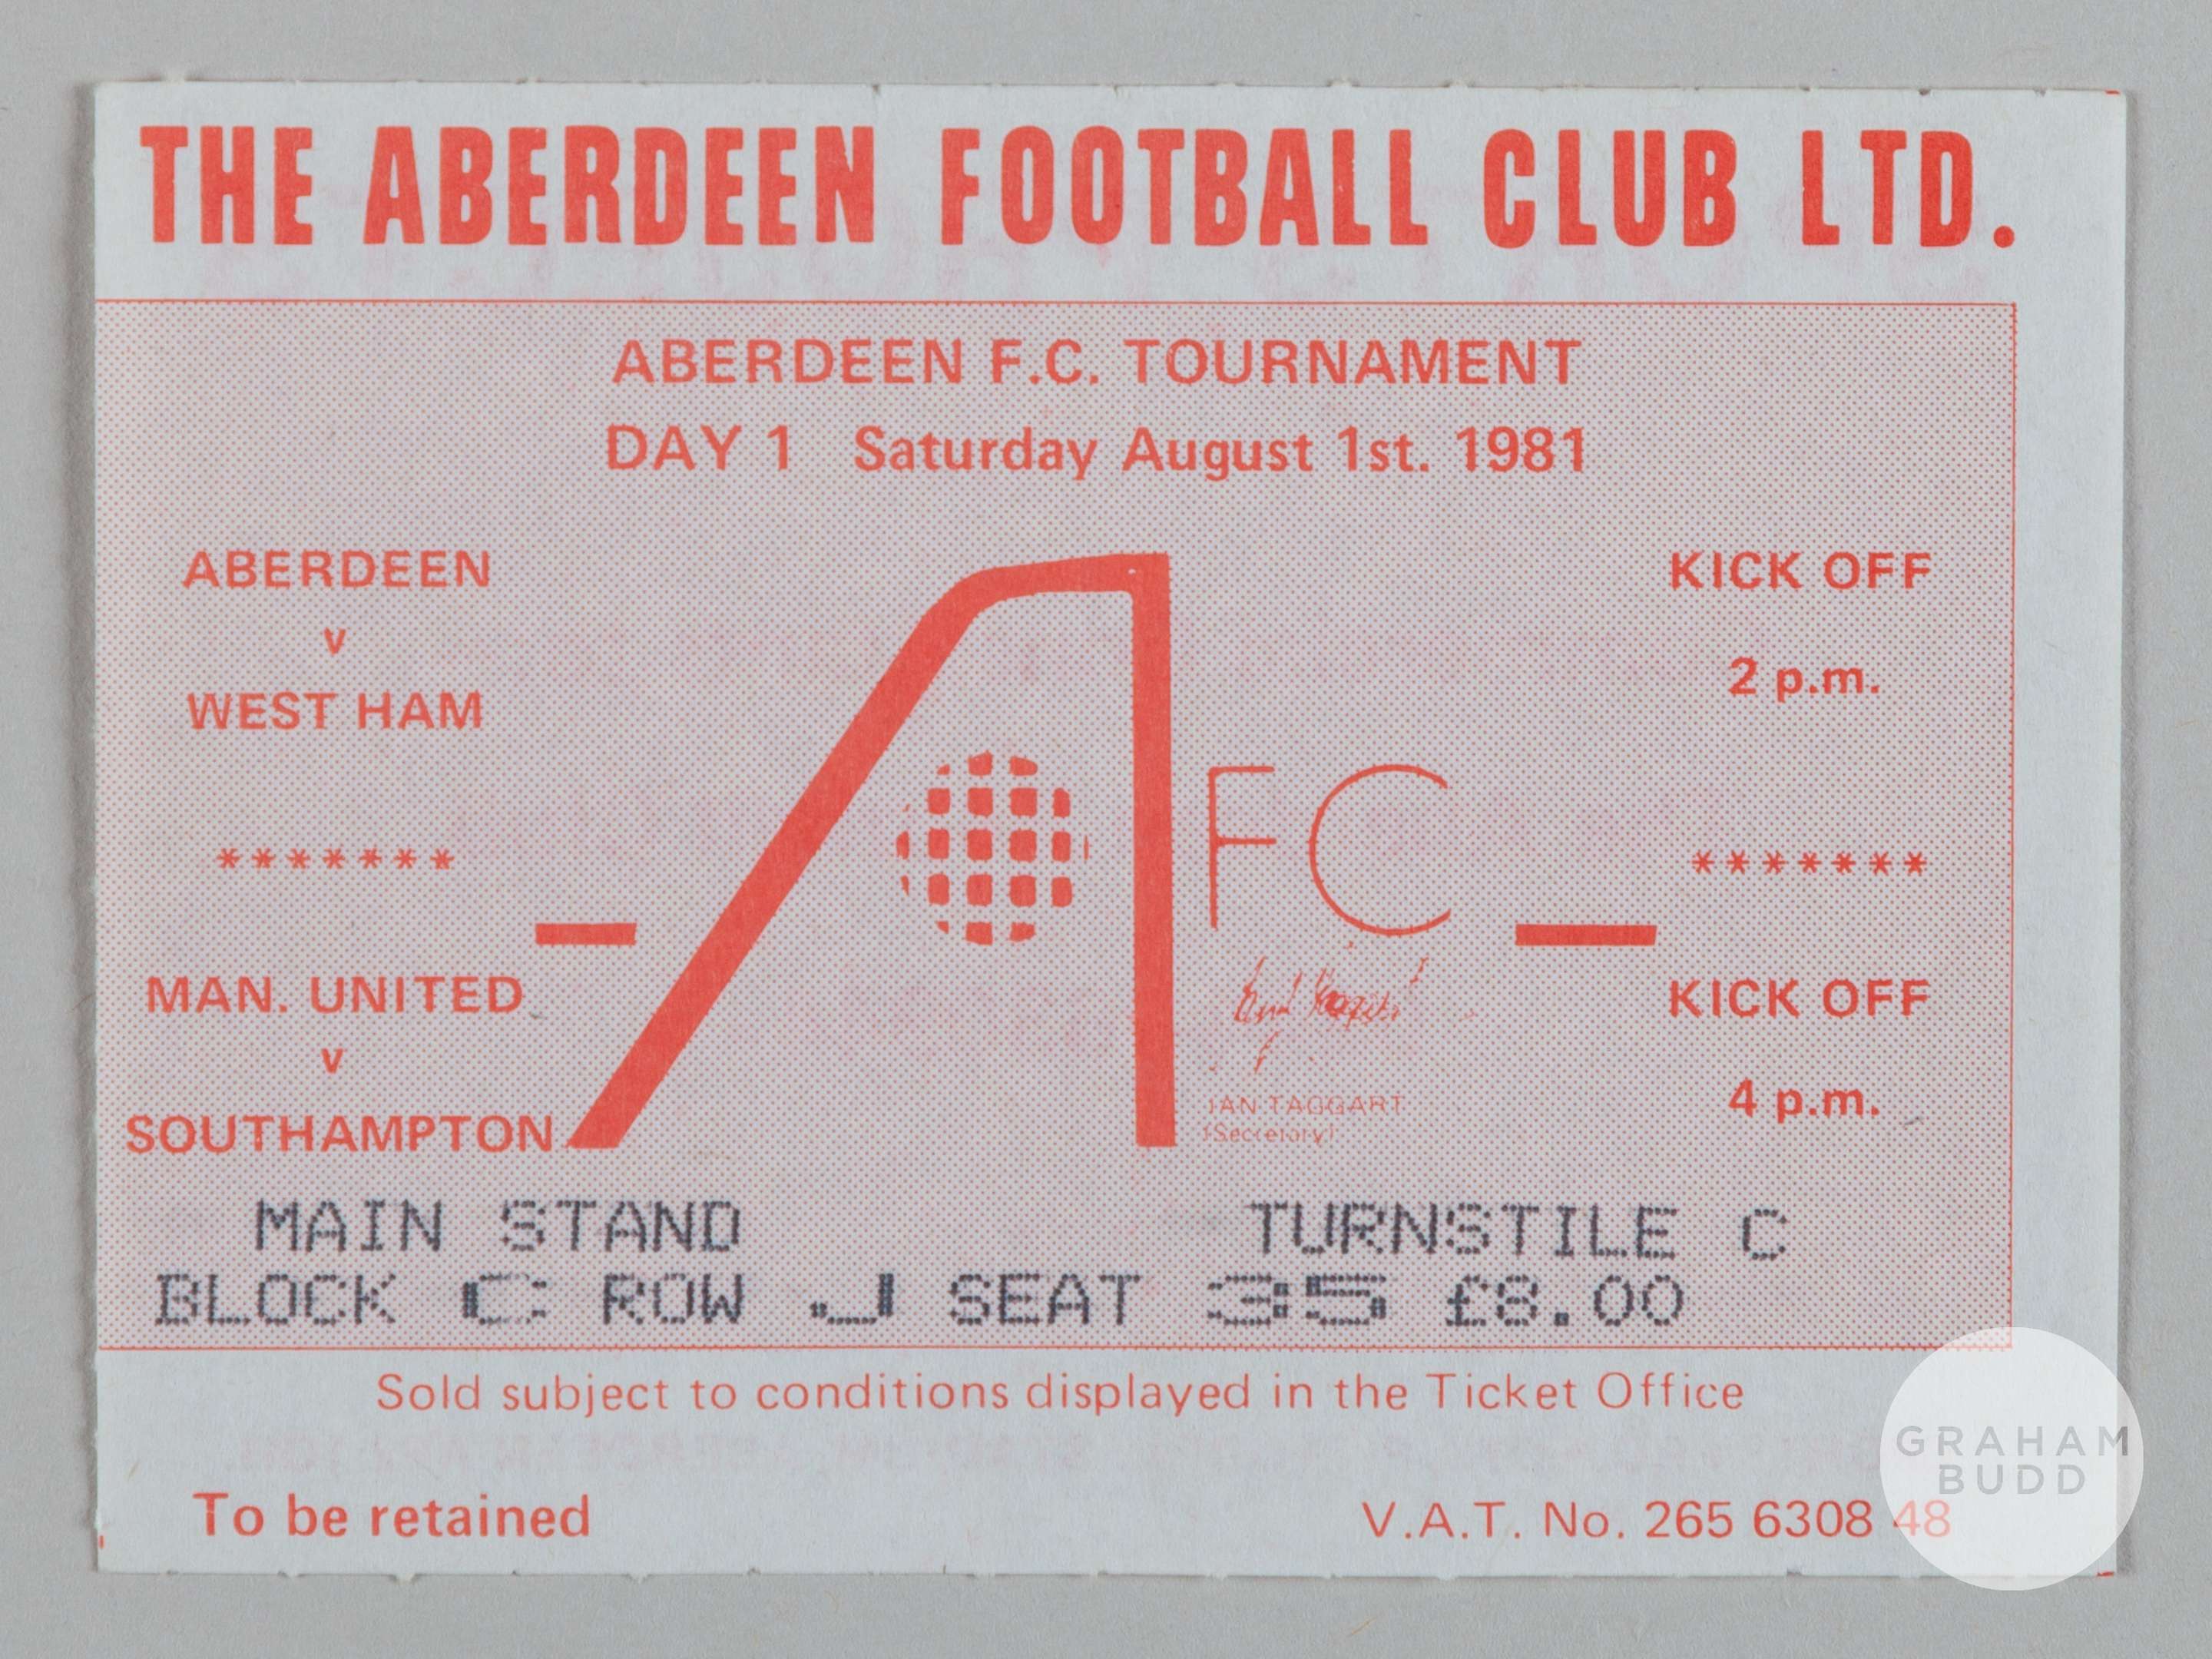 THE ABERDEEN FOOTBALL CLUB LTD.
ABERDEEN F.C. TOURNAMENT
DAY 1 Saturday August 1st. 1981
ABERDEEN
v
WEST HAM
KICK OFF
2 p.m.
*******
AFC
*******
MAN. UNITED
v
SOUTHAMPTON
KICK OFF
4 p.m.
IAN TAGGART
(Secretary)
MAIN STAND TURNSTILE C
BLOCK C ROW J SEAT 35 £8.00
Sold subject to conditions displayed in the Ticket Office
To be retained
V.A.T. No. 265 6308 48
GRAHAM
BUDD